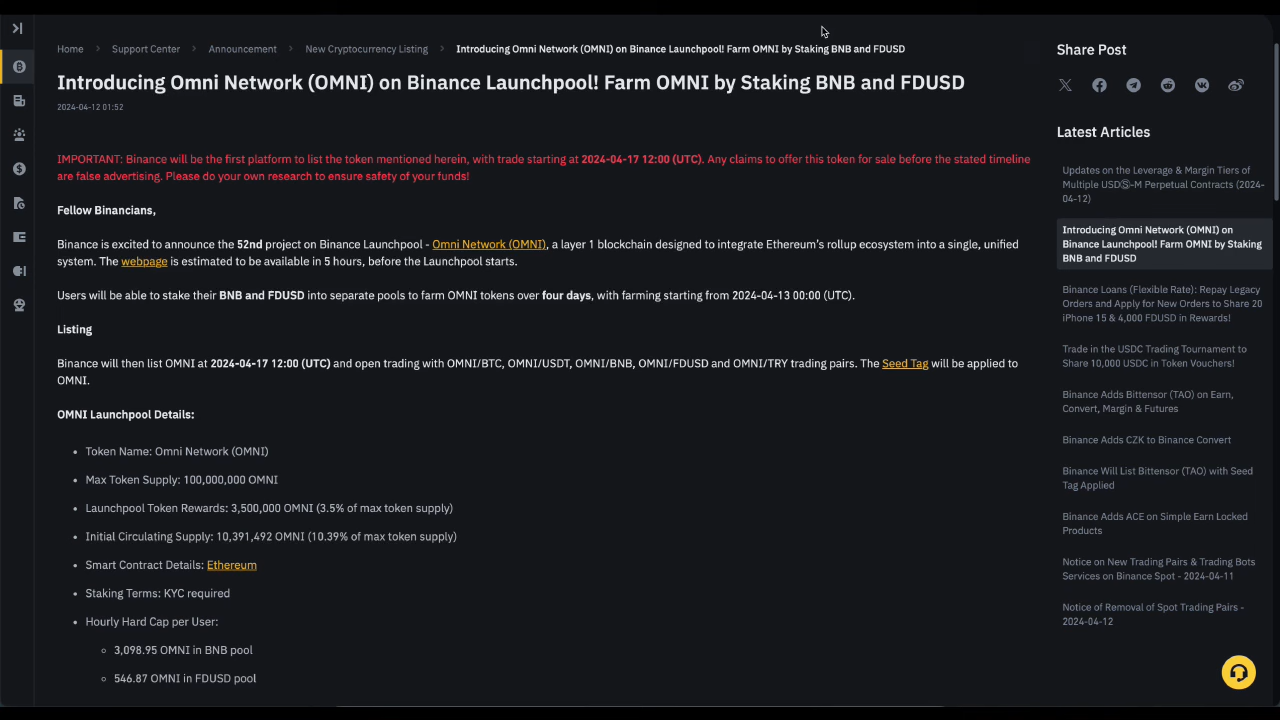 Home > Support Center > Announcement > New Cryptocurrency Listing > Introducing Omni Network (OMNI) on Binance Launchpool! Farm OMNI by Staking BNB and FDUSD
Introducing Omni Network (OMNI) on Binance Launchpool! Farm OMNI by Staking BNB and FDUSD
2024-04-12 01:52
IMPORTANT: Binance will be the first platform to list the token mentioned herein, with trade starting at 2024-04-17 12:00 (UTC). Any claims to offer this token for sale before the stated timeline
are false advertising. Please do your own research to ensure safety of your funds!
Fellow Binancians,
Binance is excited to announce the 52nd project on Binance Launchpool - Omni Network (OMNI), a layer 1 blockchain designed to integrate Ethereum's rollup ecosystem into a single, unified
system. The webpage is estimated to be available in 5 hours, before the Launchpool starts.
Users will be able to stake their BNB and FDUSD into separate pools to farm OMNI tokens over four days, with farming starting from 2024-04-13 00:00 (UTC).
Listing
Binance will then list OMNI at 2024-04-17 12:00 (UTC) and open trading with OMNI/BTC, OMNI/USDT, OMNI/BNB, OMNI/FDUSD and OMNI/TRY trading pairs. The Seed Tag will be applied to
OMNI.
OMNI Launchpool Details:
• Token Name: Omni Network (OMNI)
• Max Token Supply: 100,000,000 OMNI
• Launchpool Token Rewards: 3,500,000 OMNI (3.5% of max token supply)
• Initial Circulating Supply: 10,391,492 OMNI (10.39% of max token supply)
• Smart Contract Details: Ethereum
• Staking Terms: KYC required
• Hourly Hard Cap per User:
◦ 3,098.95 OMNI in BNB pool
◦ 546.87 OMNI in FDUSD pool
Share Post
Latest Articles
Updates on the Leverage & Margin Tiers of
Multiple USDⓈ-M Perpetual Contracts (2024-
04-12)
Introducing Omni Network (OMNI) on
Binance Launchpool! Farm OMNI by Staking
BNB and FDUSD
Binance Loans (Flexible Rate): Repay Legacy
Orders and Apply for New Orders to Share 20
iPhone 15 & 4,000 FDUSD in Rewards!
Trade in the USDC Trading Tournament to
Share 10,000 USDC in Token Vouchers!
Binance Adds Bittensor (TAO) on Earn,
Convert, Margin & Futures
Binance Adds CZK to Binance Convert
Binance Will List Bittensor (TAO) with Seed
Tag Applied
Binance Adds ACE on Simple Earn Locked
Products
Notice on New Trading Pairs & Trading Bots
Services on Binance Spot - 2024-04-11
Notice of Removal of Spot Trading Pairs -
2024-04-12